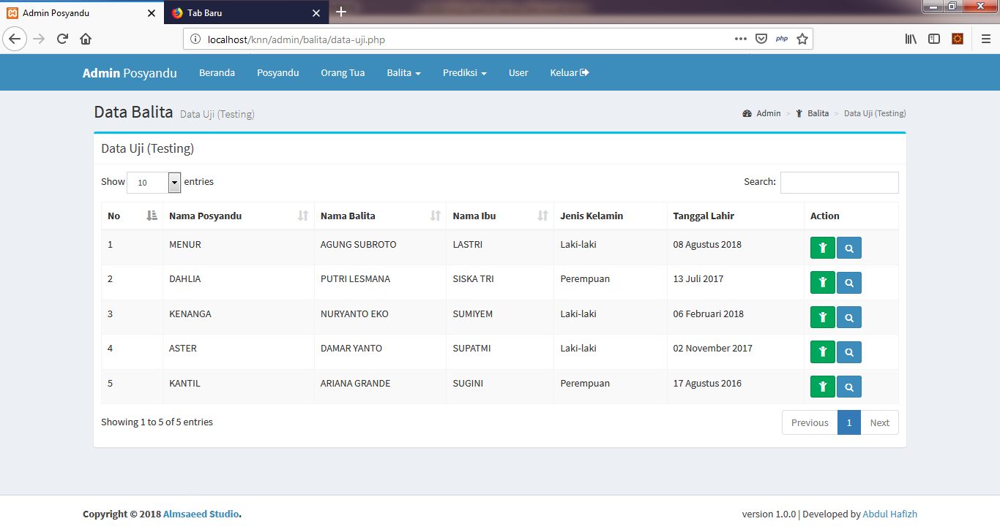 Admin Posyandu Tab Baru
localhost/knn/admin/balita/data-uji.php php
Admin Posyandu Beranda Posyandu Orang Tua Balita Prediksi User Keluar
Data Balita Data Uji (Testing) Admin > Balita > Data Uji (Testing)
Data Uji (Testing)
Show 10 entries Search:
No Nama Posyandu Nama Balita Nama Ibu Jenis Kelamin Tanggal Lahir Action
1 MENUR AGUNG SUBROTO LASTRI Laki-laki 08 Agustus 2018
2 DAHLIA PUTRI LESMANA SISKA TRI Perempuan 13 Juli 2017
3 KENANGA NURYANTO EKO SUMIYEM Laki-laki 06 Februari 2018
4 ASTER DAMAR YANTO SUPATMI Laki-laki 02 November 2017
5 KANTIL ARIANA GRANDE SUGINI Perempuan 17 Agustus 2016
Showing 1 to 5 of 5 entries Previous 1 Next
Copyright © 2018 Almsaeed Studio. version 1.0.0 | Developed by Abdul Hafizh